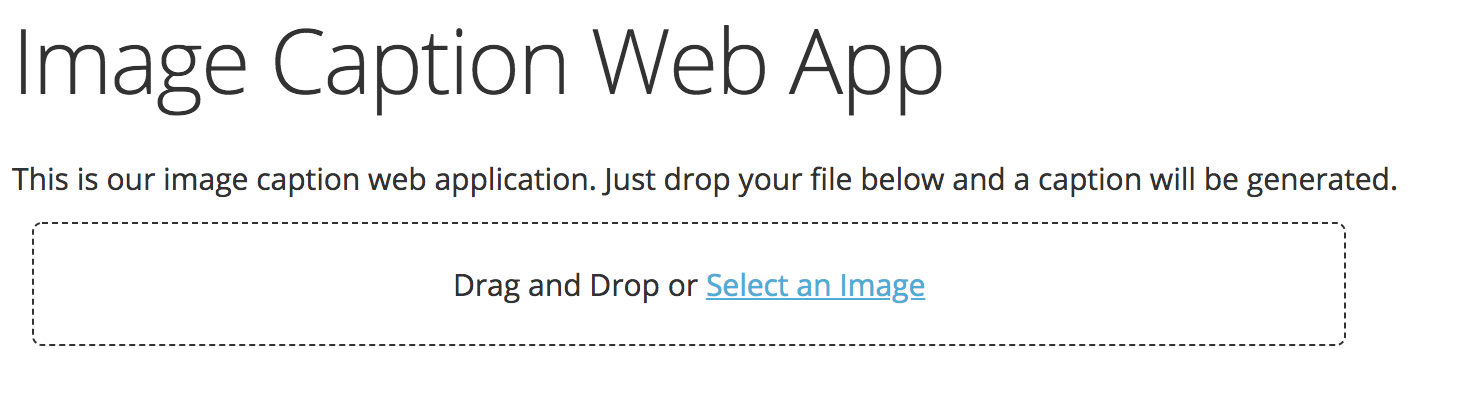 Image Caption Web App
This is our image caption web application. Just drop your file below and a caption will be generated.
Drag and Drop or Select an Image